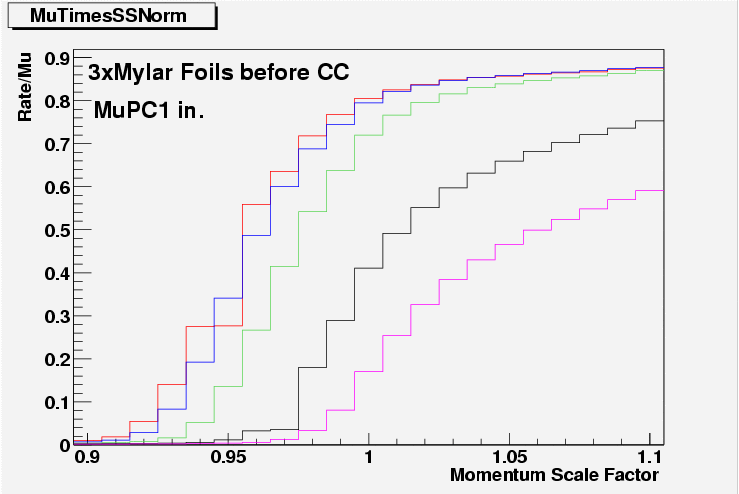 MuTimesSSNorm
3xMylar Foils before CC
MuPC1 in.
Rate/Mu
0.9
0.8
0.7
0.6
0.5
0.4
0.3
0.2
0.1
0
0.9 0.95 1 1.05 1.1
Momentum Scale Factor